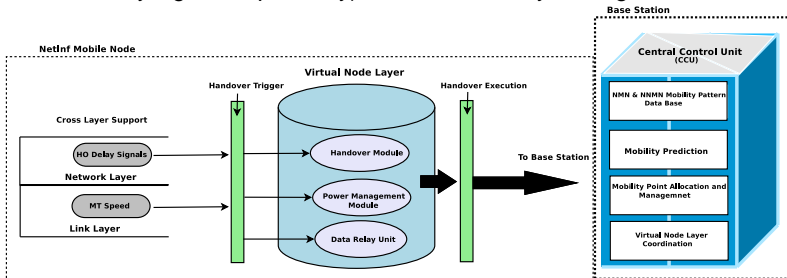 Base Station
NetInf Mobile Node
Central Control Unit
(CCU)
Virtual Node Layer
Handover Trigger
Handover Execution
NMN & NNMN Mobility Pattern
Data Base
Cross Layer Support
HO Delay Signals
Handover Module
Mobility Prediction
To Base Station
Network Layer
MT Speed
Power Management
Module
Mobility Point Allocation and
Managemnet
Link Layer
Data Relay Unit
Virtual Node Layer
Coordination